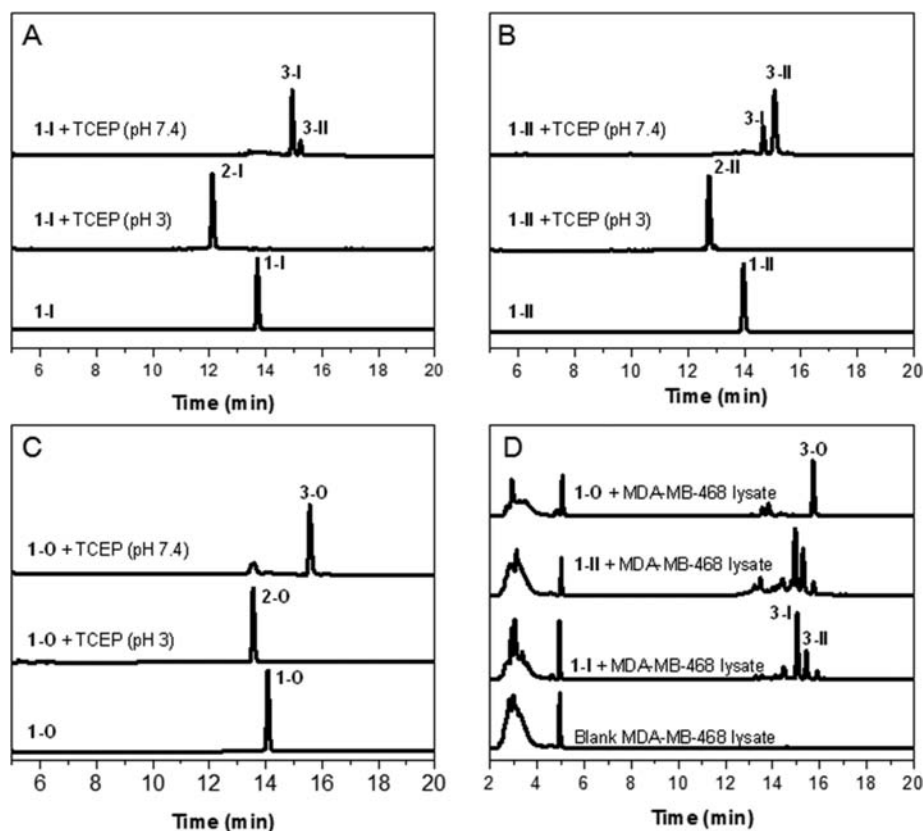 A
3-I
3-II
1-I + TCEP (pH 7.4)
2-I
1-I + TCEP (pH 3)
1-I
1-I
6 8 10 12 14 16 18 20
Time (min)
B
3-II
3-I
1-II + TCEP (pH 7.4)
2-II
1-II + TCEP (pH 3)
1-II
1-II
6 8 10 12 14 16 18 20
Time (min)
C
3-O
1-O + TCEP (pH 7.4)
2-O
1-O + TCEP (pH 3)
1-O
1-O
6 8 10 12 14 16 18 20
Time (min)
D
3-O
1-O + MDA-MB-468 lysate
1-II + MDA-MB-468 lysate
3-I
3-II
1-I + MDA-MB-468 lysate
Blank MDA-MB-468 lysate
2 4 6 8 10 12 14 16 18 20
Time (min)